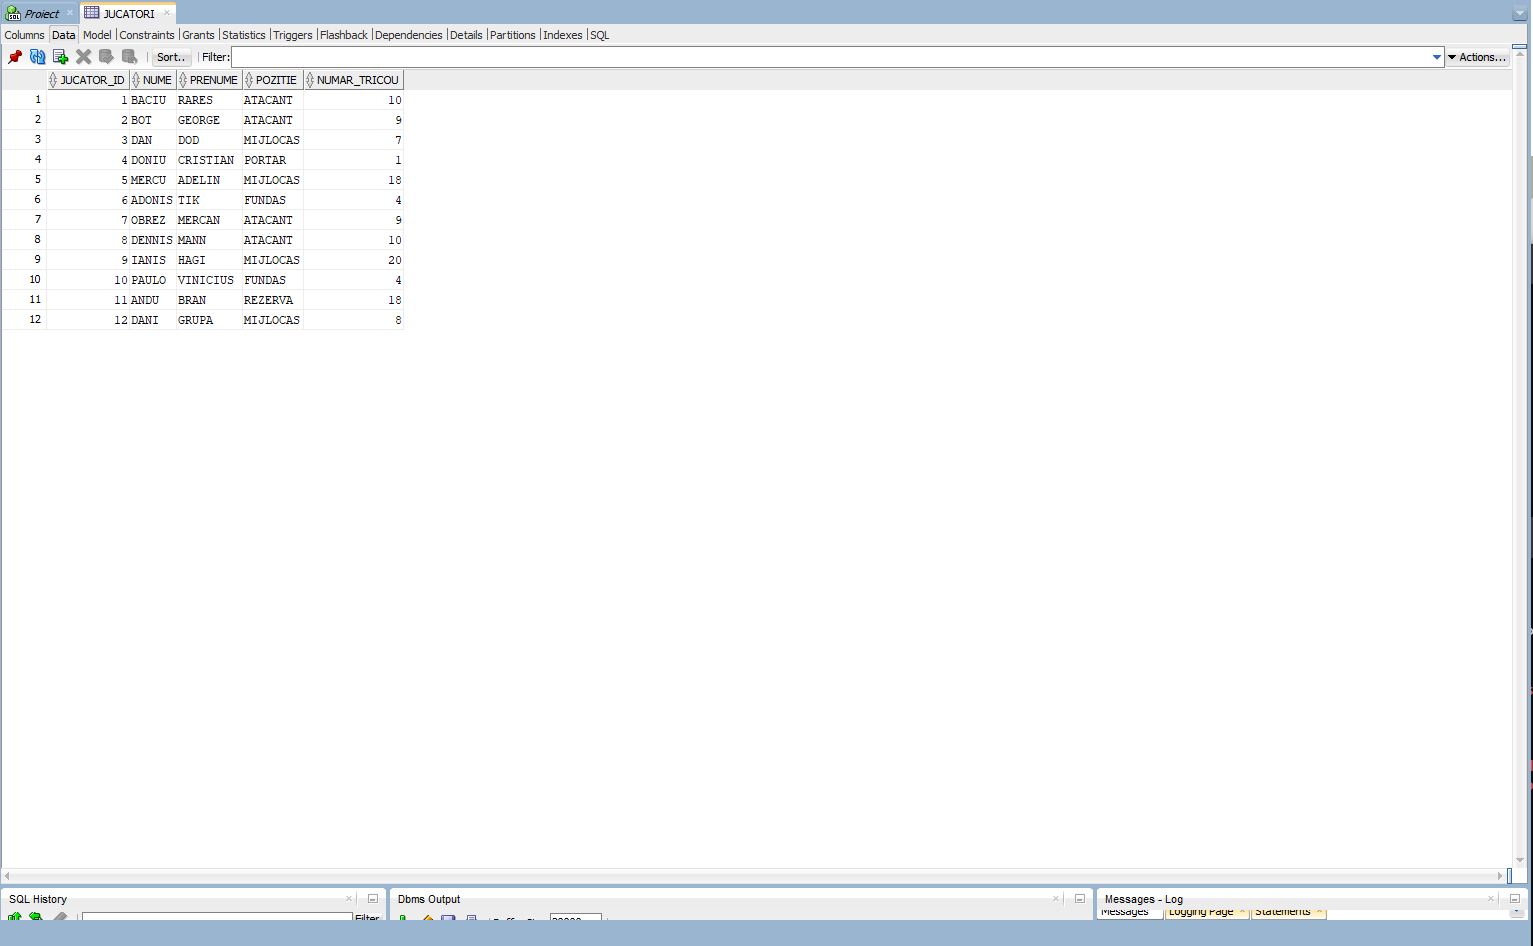 Project JUCATORI
Columns Data Model Constraints Grants Statistics Triggers Flashback Dependencies Details Partitions Indexes SQL
Sort.. Filter: Actions...
JUCATOR_ID NUME PRENUME POZITIE NUMAR_TRICOU
1 1 BACIU RARES ATACANT 10
2 2 BOT GEORGE ATACANT 9
3 3 DAN DOD MIJLOCAS 7
4 4 DONIU CRISTIAN PORTAR 1
5 5 MERCU ADELIN MIJLOCAS 18
6 6 ADONIS TIK FUNDAS 4
7 7 OBREZ MERCAN ATACANT 9
8 8 DENNIS MANN ATACANT 10
9 9 IANIS HAGI MIJLOCAS 20
10 10 PAULO VINICIUS FUNDAS 4
11 11 ANDU BRAN REZERVA 18
12 12 DANI GRUPA MIJLOCAS 8
SQL History Dbms Output Messages - Log
Filter Messages Logging Page Statements